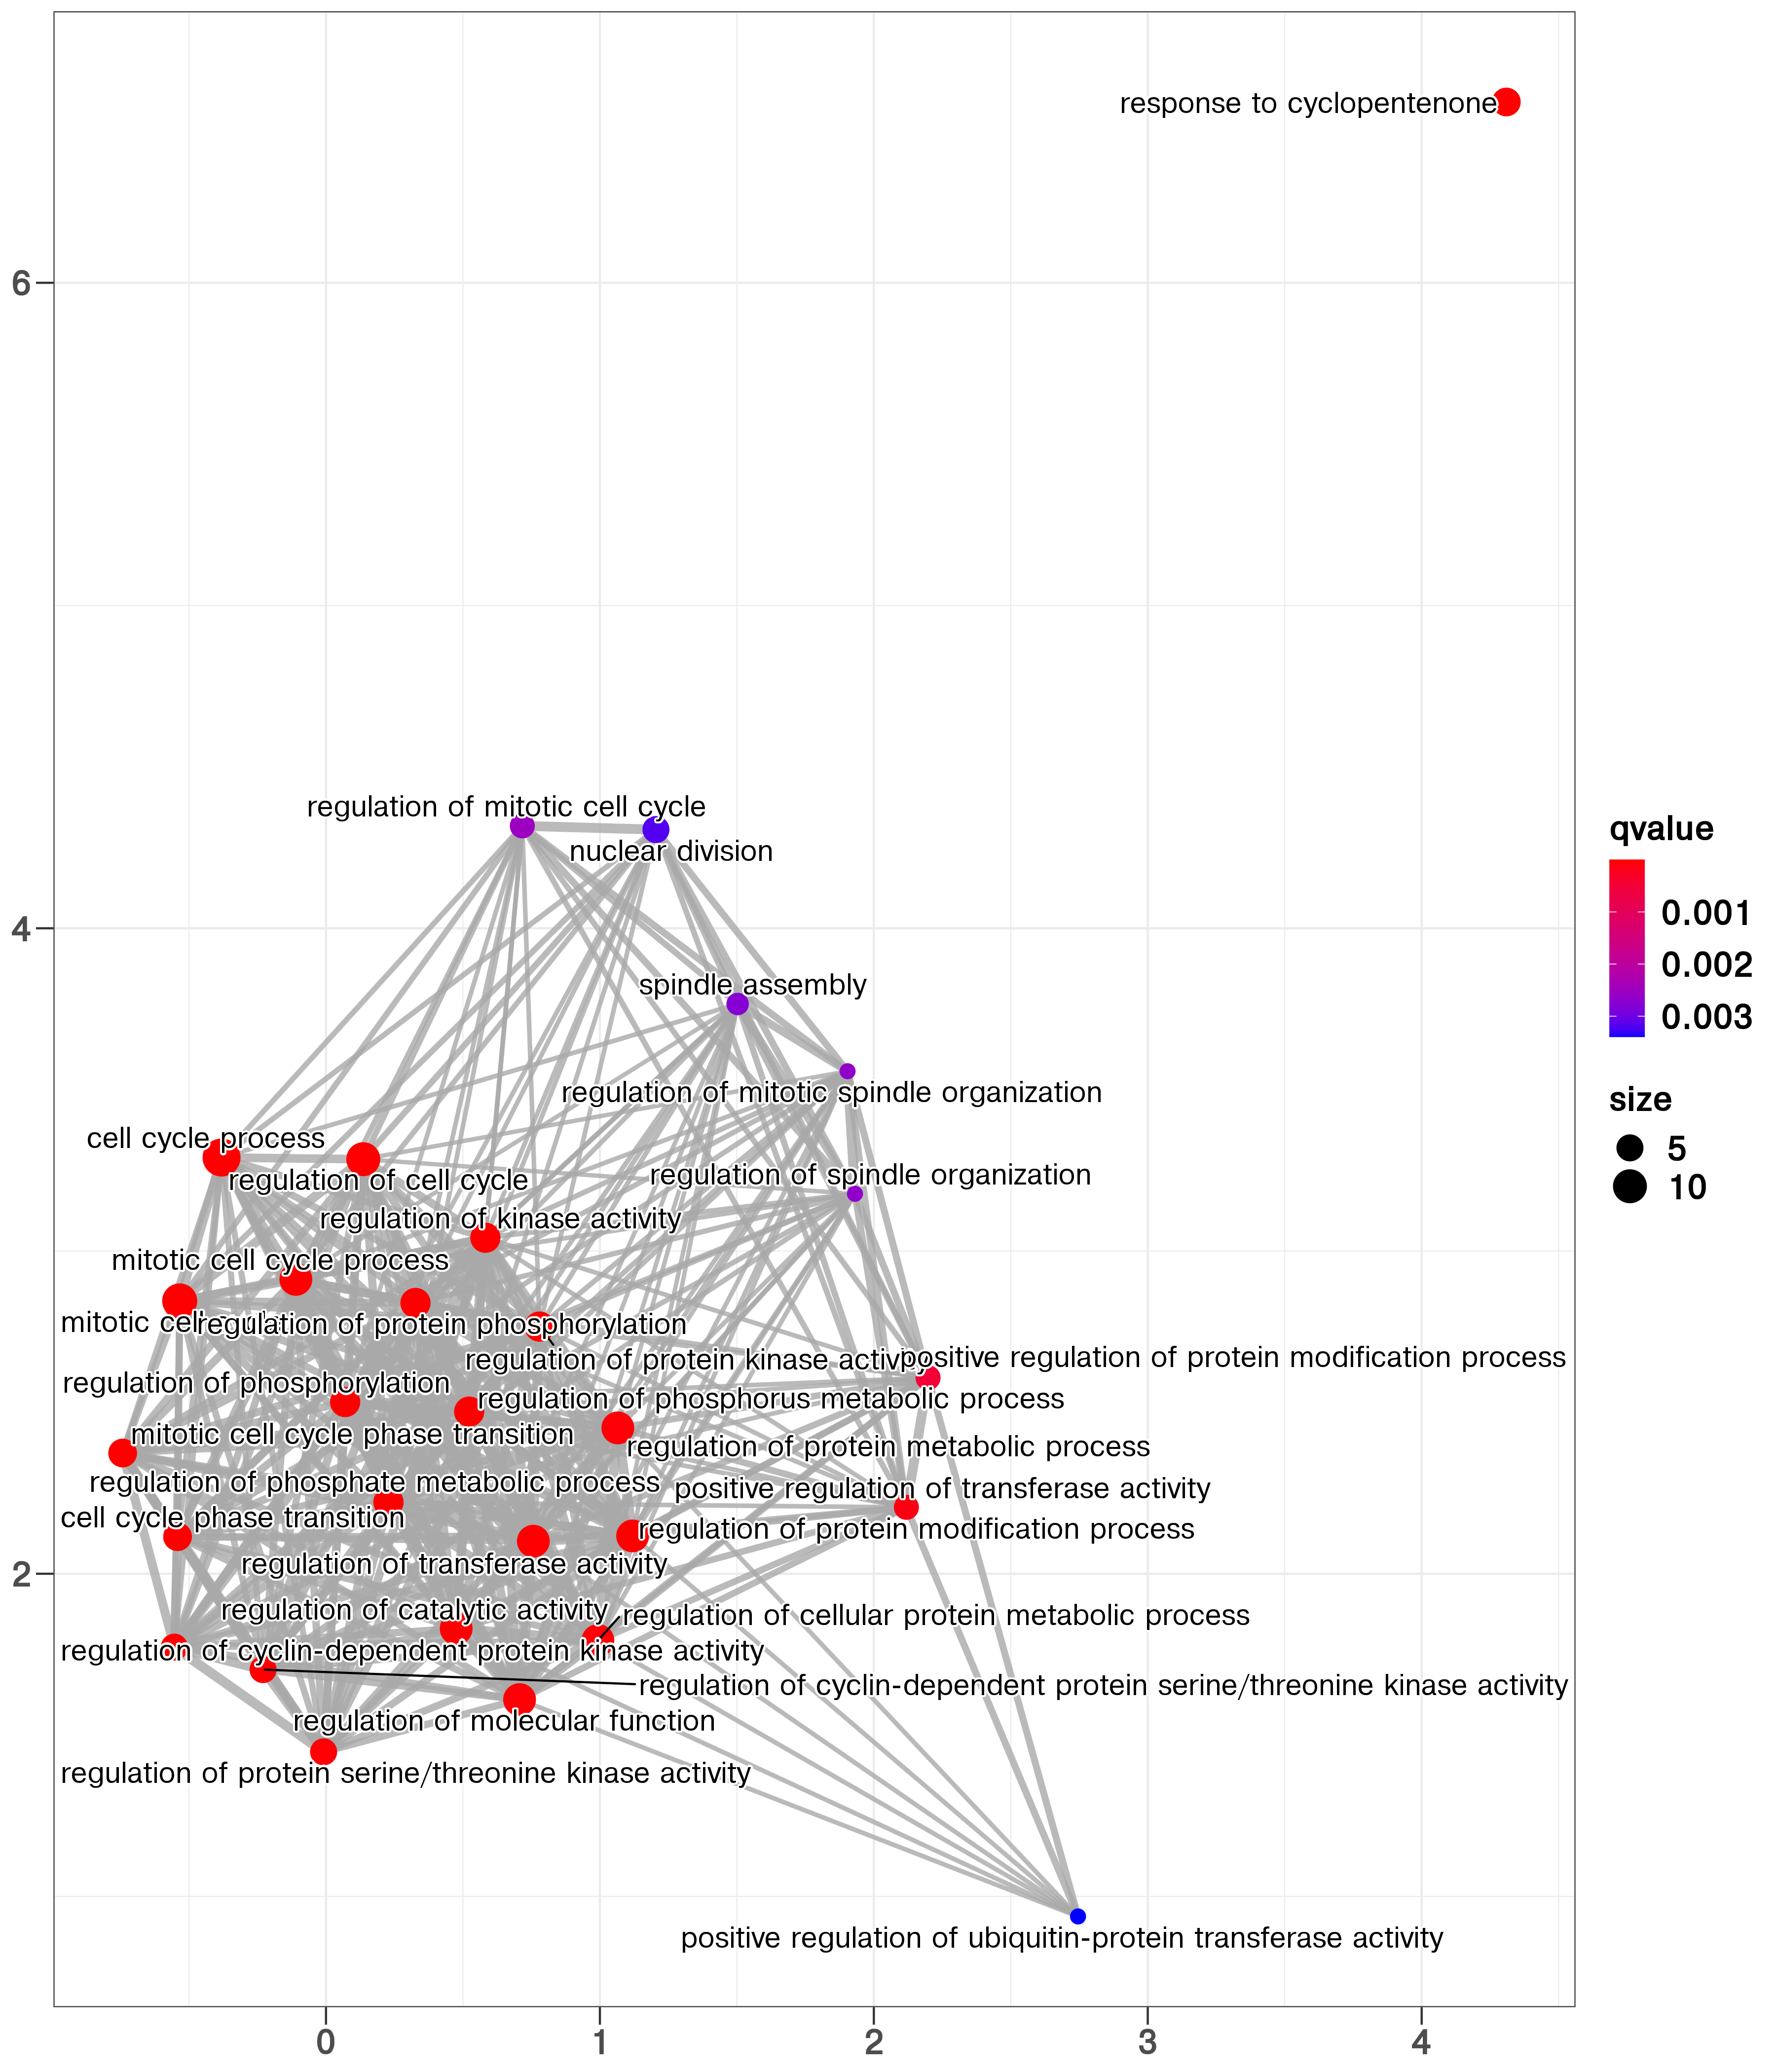 response to cyclopentenone
6
regulation of mitotic cell cycle
nuclear division
qvalue
0.001
0.002
0.003
4
spindle assembly
regulation of mitotic spindle organization
size
5
10
cell cycle process
regulation of cell cycle
regulation of spindle organization
regulation of kinase activity
mitotic cell cycle process
mitotic
regulation of protein phosphorylation
regulation of protein kinase
positive regulation of protein modification process
regulation of phosphorylation
regulation of phosphorus metabolic process
mitotic cell cycle phase transition
regulation of protein metabolic process
regulation of phosphate metabolic process
positive regulation of transferase activity
cell cycle phase transition
regulation of protein modification process
2
regulation of transferase activity
regulation of catalytic activity
regulation of cellular protein metabolic process
regulation of cyclin-dependent protein kinase activity
regulation of cyclin-dependent protein serine/threonine kinase activity
regulation of molecular function
regulation of protein serine/threonine kinase activity
positive regulation of ubiquitin-protein transferase activity
0 1 2 3 4